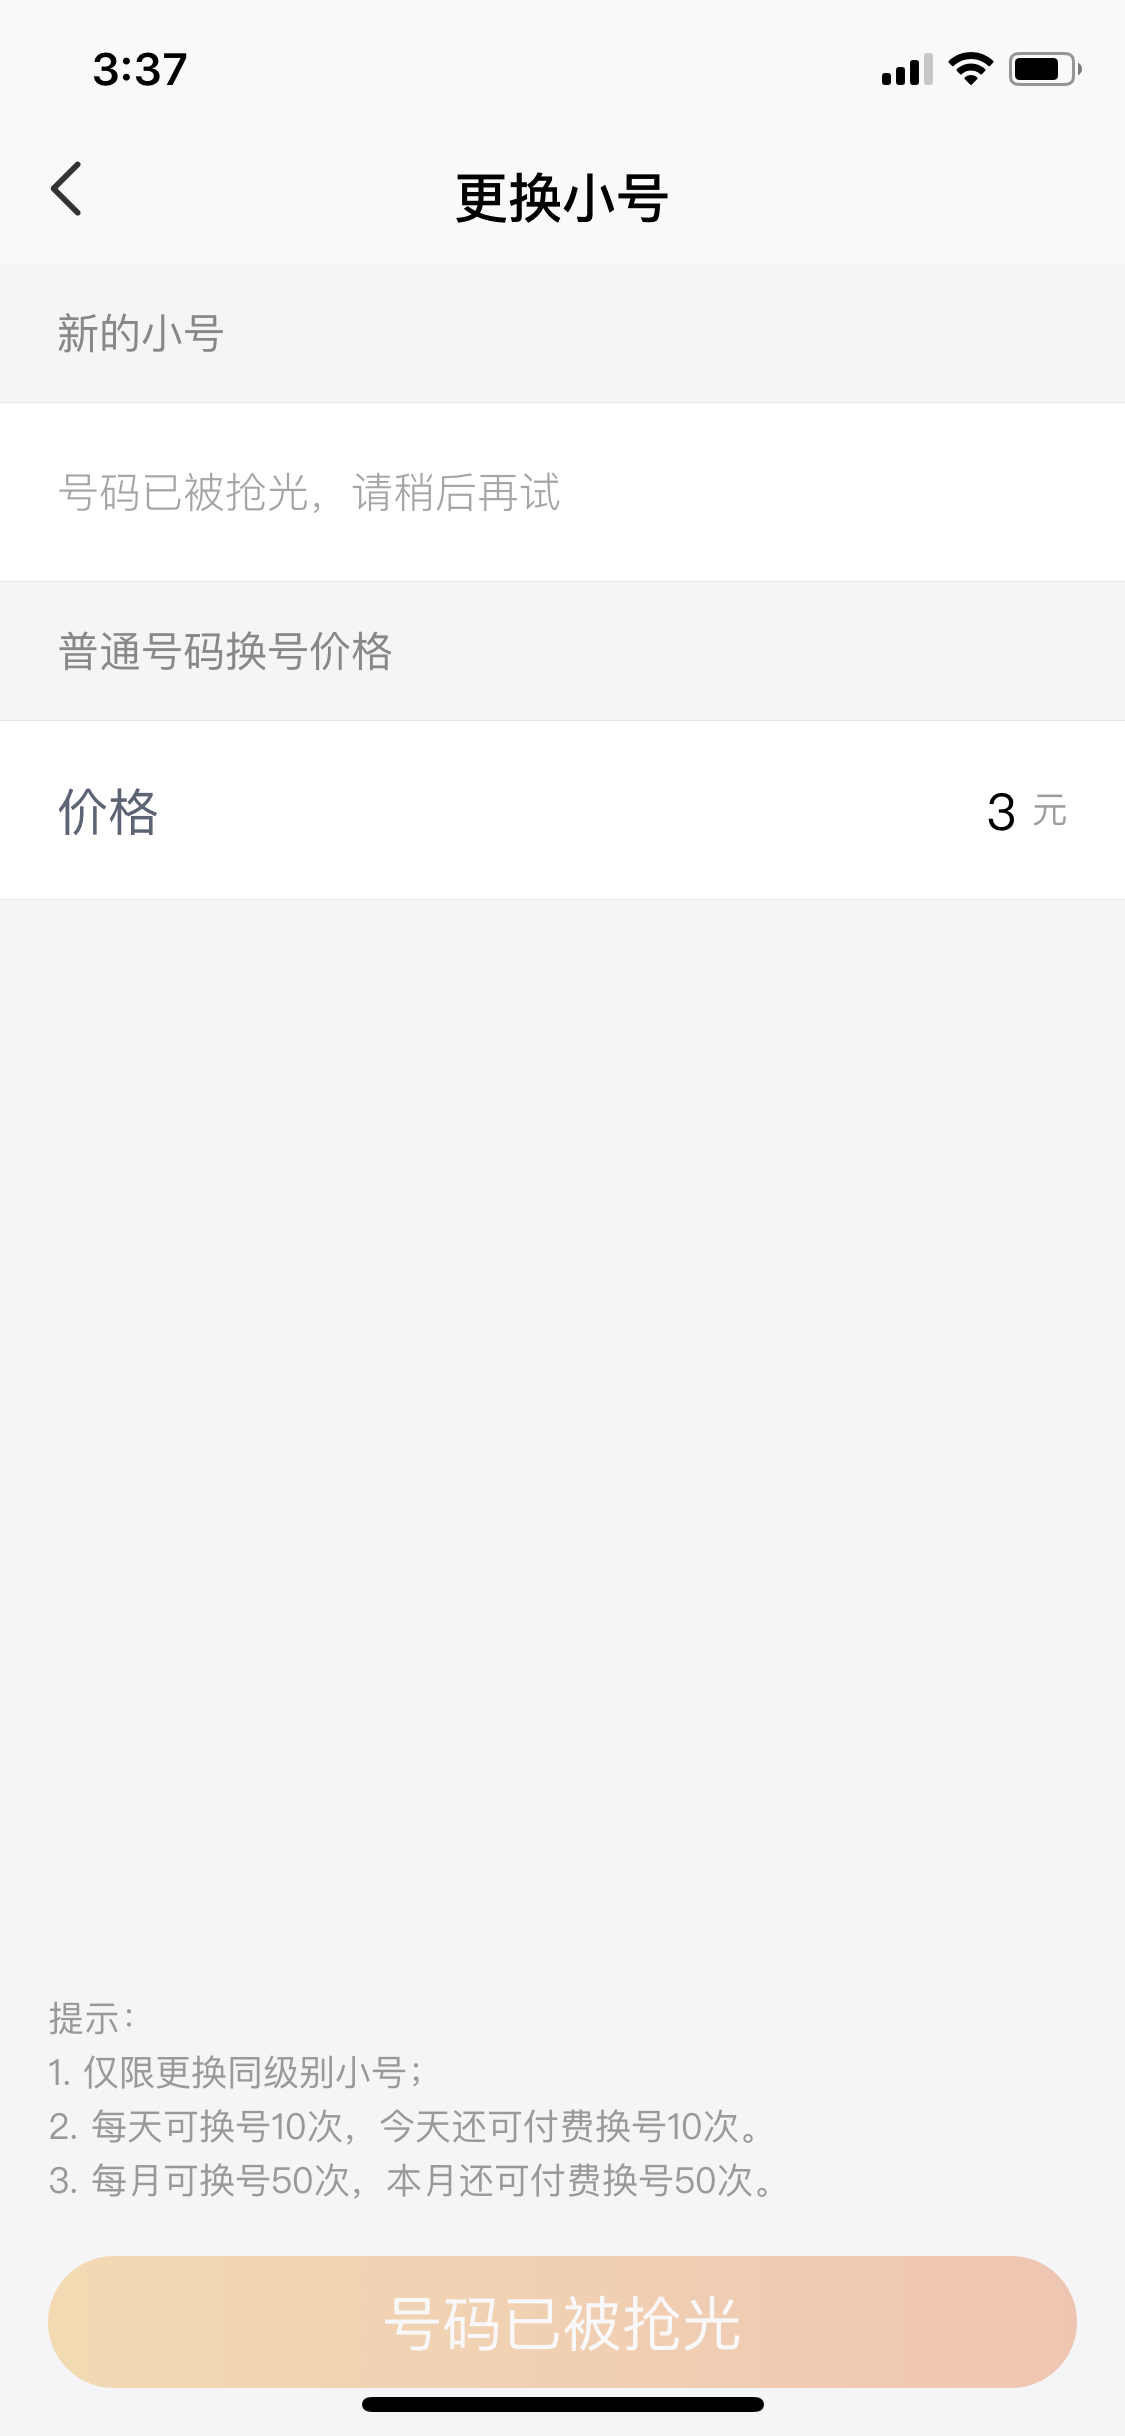 3:37
更换小号
新的小号
号码已被抢光，请稍后再试
普通号码换号价格
价格 3 元
提示：
1. 仅限更换同级别小号；
2. 每天可换号10次，今天还可付费换号10次。
3. 每月可换号50次，本月还可付费换号50次。
号码已被抢光